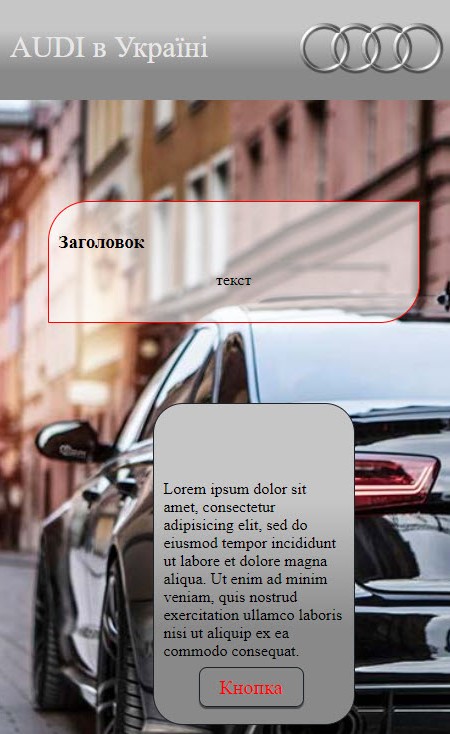 AUDI в Україні
Заголовок
текст
Lorem ipsum dolor sit
amet, consectetur
adipisicing elit, sed do
eiusmod tempor incididunt
ut labore et dolore magna
aliqua. Ut enim ad minim
veniam, quis nostrud
exercitation ullamco laboris
nisi ut aliquip ex ea
commodo consequat.
Кнопка